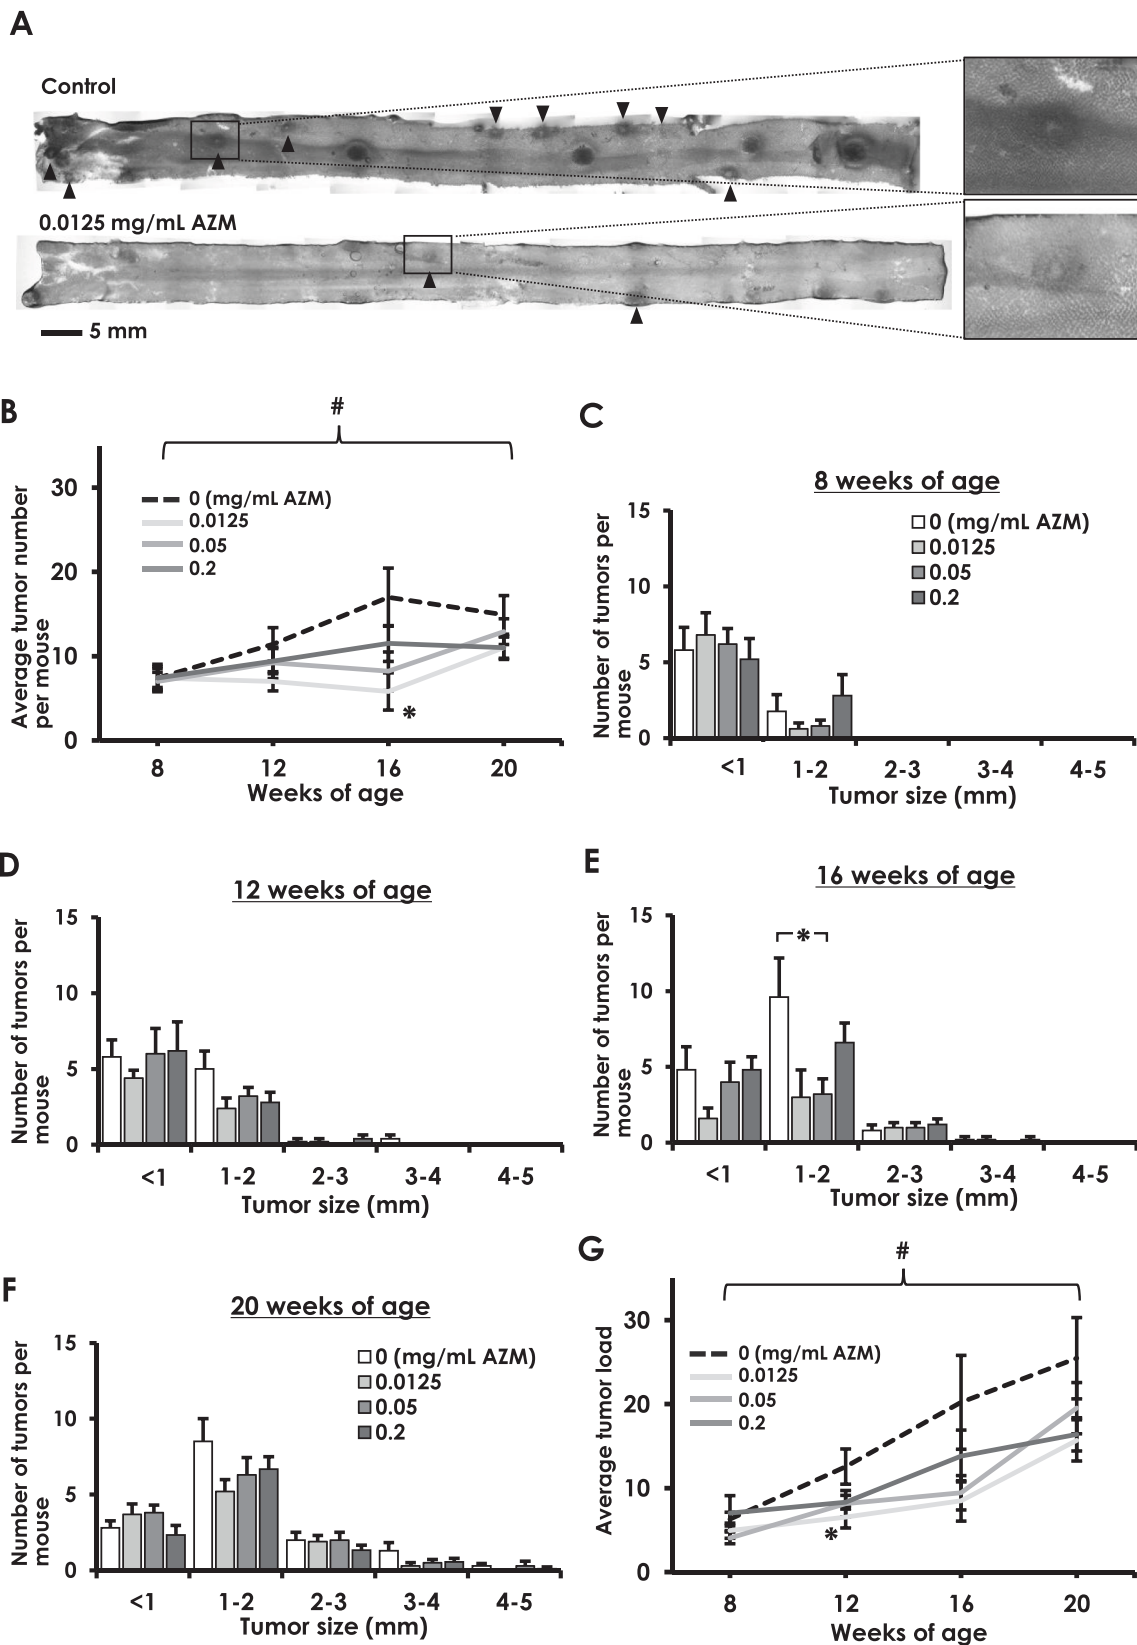 A
Control
0.0125 mg/mL AZM
5 mm
B
#
Average tumor number
per mouse
30
20
10
0
0 (mg/mL AZM)
0.0125
0.05
0.2
*
8 12 16 20
Weeks of age
C
8 weeks of age
Number of tumors per
mouse
15
10
5
0
0 (mg/mL AZM)
0.0125
0.05
0.2
<1 1-2 2-3 3-4 4-5
Tumor size (mm)
D
12 weeks of age
Number of tumors per
mouse
15
10
5
0
<1 1-2 2-3 3-4 4-5
Tumor size (mm)
E
16 weeks of age
Number of tumors per
mouse
15
10
5
0
*
<1 1-2 2-3 3-4 4-5
Tumor size (mm)
F
20 weeks of age
Number of tumors per
mouse
15
10
5
0
0 (mg/mL AZM)
0.0125
0.05
0.2
<1 1-2 2-3 3-4 4-5
Tumor size (mm)
G
#
Average tumor load
30
20
10
0
0 (mg/mL AZM)
0.0125
0.05
0.2
*
8 12 16 20
Weeks of age